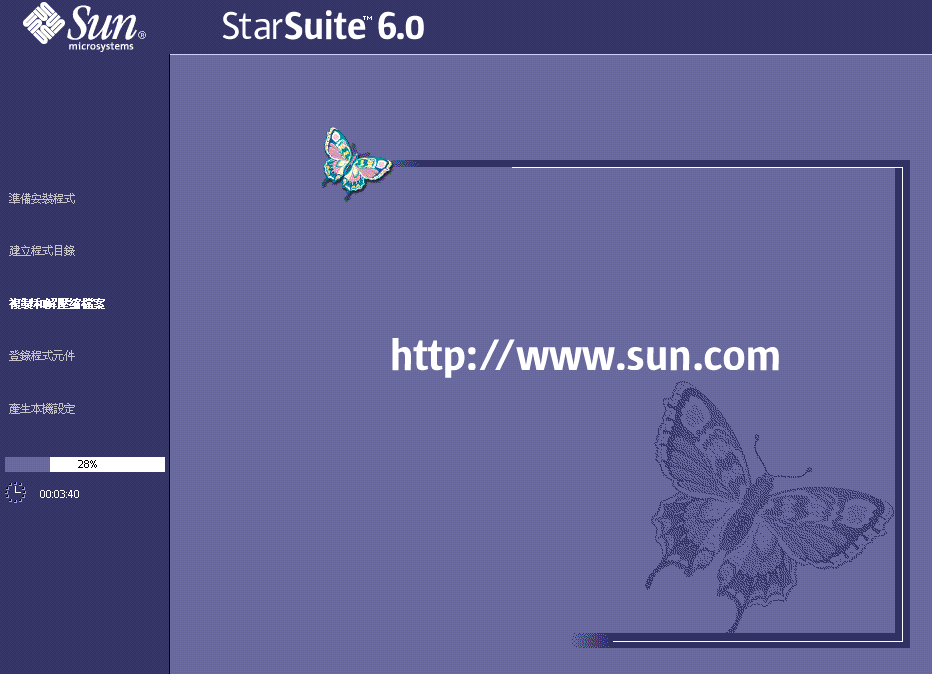 Sun®
microsystems
StarSuite™ 6.0
準備安裝程式
建立程式目錄
複製和解壓縮檔案
登錄程式元件
產生本機設定
28%
00:03:40
http://www.sun.com